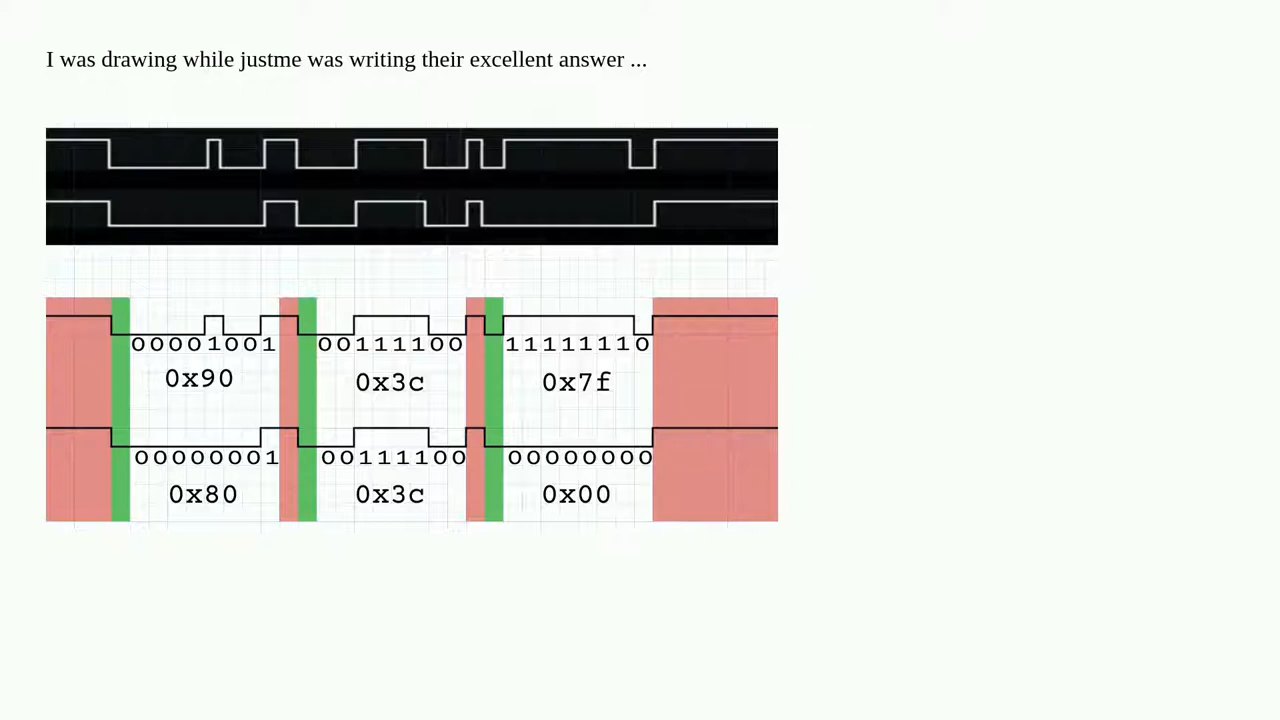 I was drawing while justme was writing their excellent answer ...
00001001 00111100 11111110
0x90 0x3c 0x7f
00000001 00111100 00000000
0x80 0x3c 0x00